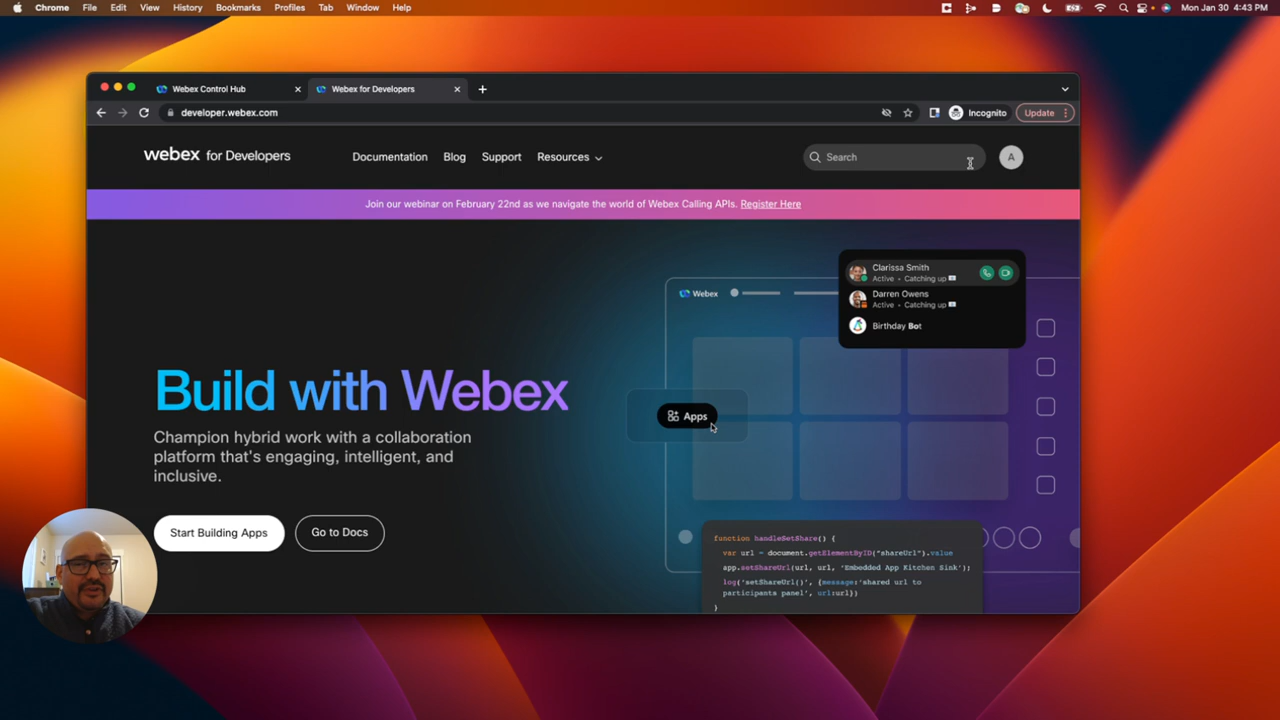 Chrome File Edit View History Bookmarks Profiles Tab Window Help
Mon Jan 30 4:43 PM
Webex Control Hub
Webex for Developers
developer.webex.com
Incognito
Update
webex for Developers
Documentation
Blog
Support
Resources
Search
A
Join our webinar on February 22nd as we navigate the world of Webex Calling APIs. Register Here
Clarissa Smith
Active • Catching up
Darren Owens
Active • Catching up
Birthday Bot
Webex
Apps
Build with Webex
Champion hybrid work with a collaboration
platform that's engaging, intelligent, and
inclusive.
Start Building Apps
Go to Docs
function handleSetShare() {
var url = document.getElementByID("shareUrl").value
app.setShareUrl(url, url, 'Embedded App Kitchen Sink');
log('setShareUrl()', {message:'shared url to
participants panel', url:url})
}